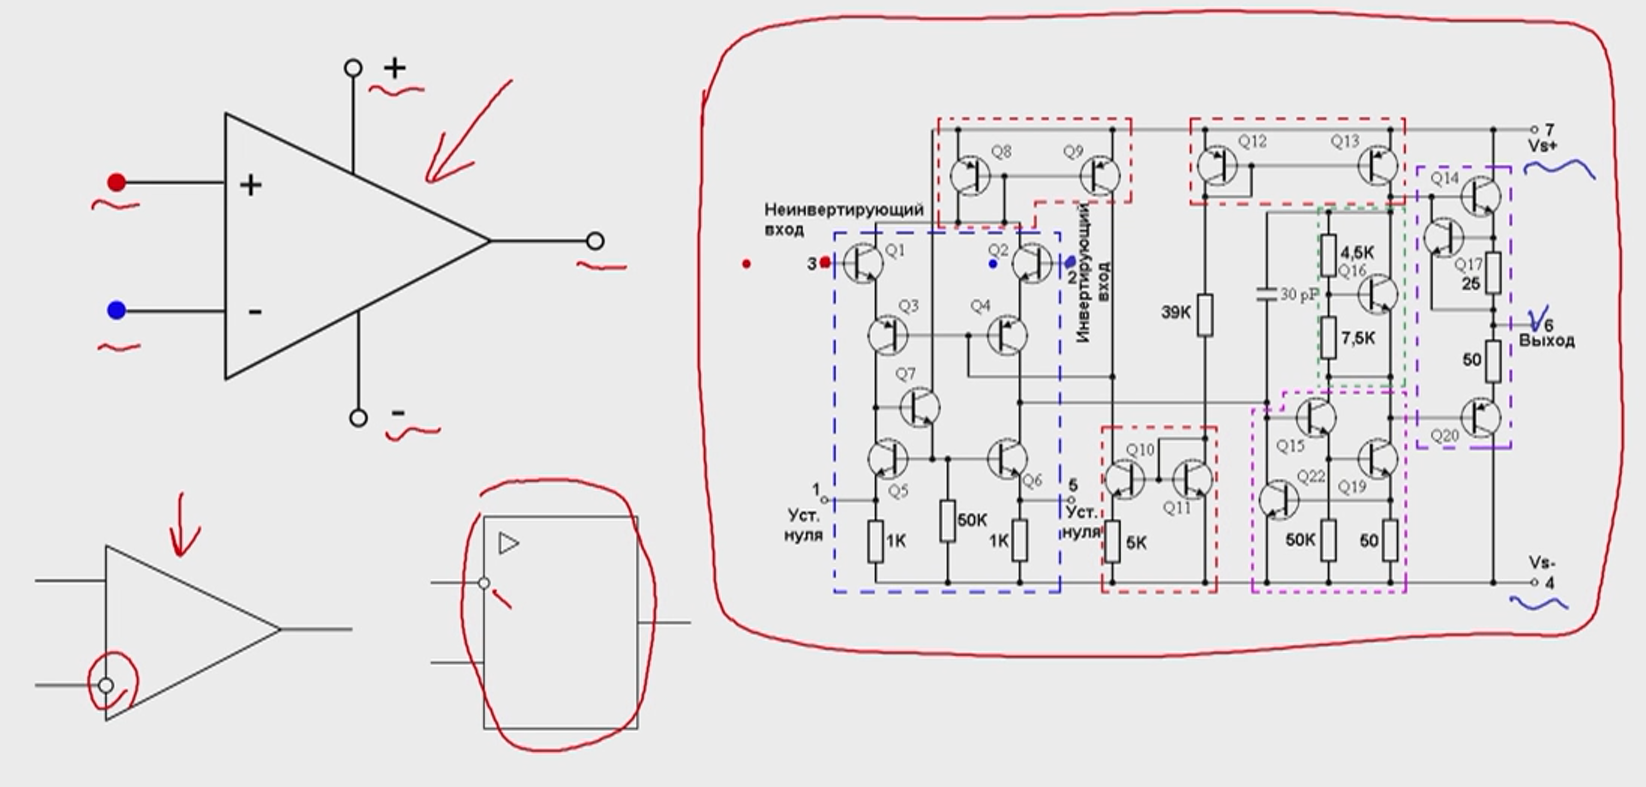 +
+
-
-
Неинвертирующий
вход
3
Q1
Q2
2
Инвертирующий
вход
Q8
Q9
Q3
Q4
Q7
Q5
Q6
1
Уст.
нуля
5
Уст.
нуля
1K
50K
1K
Q10
Q11
5K
39K
Q12
Q13
30 pF
4,5K
Q16
7,5K
Q15
Q22
Q19
50K
50
Q14
Q17
25
50
Q20
7
Vs+
6
Выход
Vs-
4